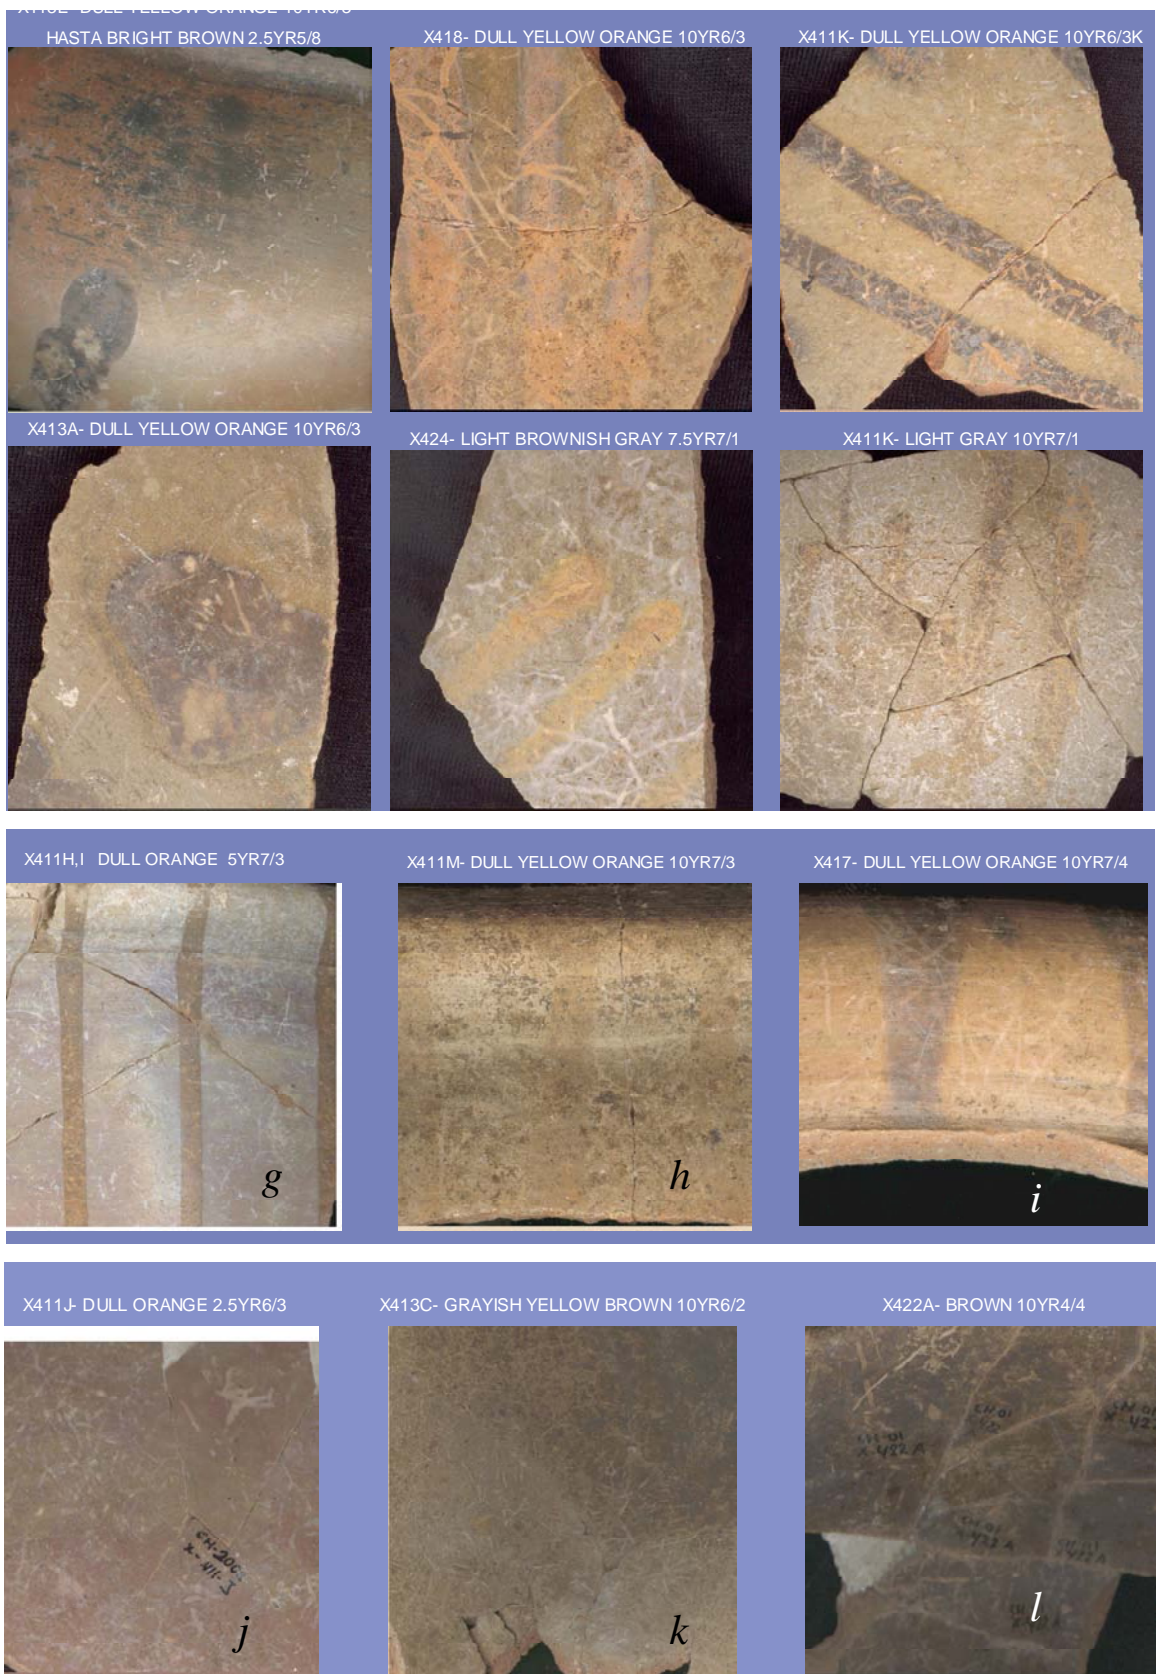 HASTA BRIGHT BROWN 2.5YR5/8
X418- DULL YELLOW ORANGE 10YR6/3
X411K- DULL YELLOW ORANGE 10YR6/3K
X413A- DULL YELLOW ORANGE 10YR6/3
X424- LIGHT BROWNISH GRAY 7.5YR7/1
X411K- LIGHT GRAY 10YR7/1
X411H,I DULL ORANGE 5YR7/3
X411M- DULL YELLOW ORANGE 10YR7/3
X417- DULL YELLOW ORANGE 10YR7/4
g
h
i
X411J- DULL ORANGE 2.5YR6/3
X413C- GRAYISH YELLOW BROWN 10YR6/2
X422A- BROWN 10YR4/4
CH-01
X-422A
j
k
l